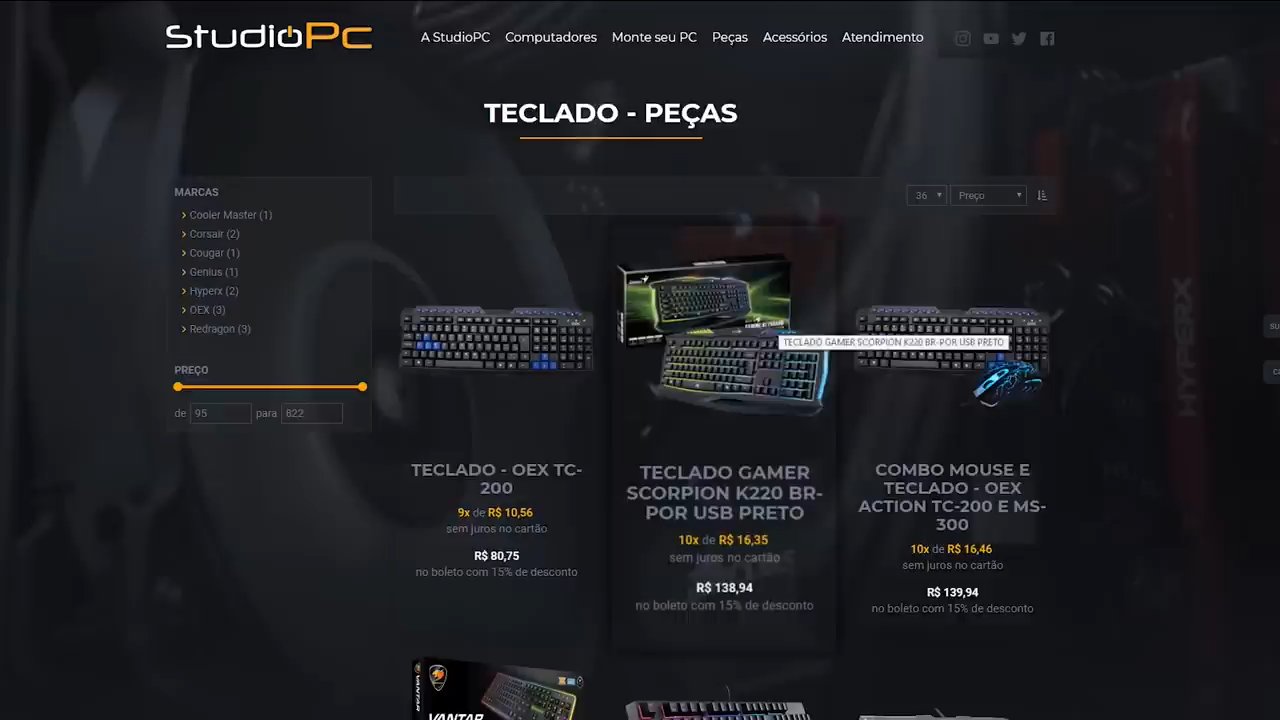 StudioPc
A StudioPC Computadores Monte seu PC Peças Acessórios Atendimento
TECLADO - PEÇAS
MARCAS
Cooler Master (1)
Corsair (2)
Cougar (1)
Genius (1)
Hyperx (2)
OEX (3)
Redragon (3)
PREÇO
de 95 para 822
36 Preço
TECLADO GAMER SCORPION K220 BR-POR USB PRETO
HYPERX
TECLADO - OEX TC-
200
9x de R$ 10,56
sem juros no cartão
R$ 80,75
no boleto com 15% de desconto
TECLADO GAMER
SCORPION K220 BR-
POR USB PRETO
10x de R$ 16,35
sem juros no cartão
R$ 138,94
no boleto com 15% de desconto
COMBO MOUSE E
TECLADO - OEX
ACTION TC-200 E MS-
300
10x de R$ 16,46
sem juros no cartão
R$ 139,94
no boleto com 15% de desconto
VANTAR
VANTAR